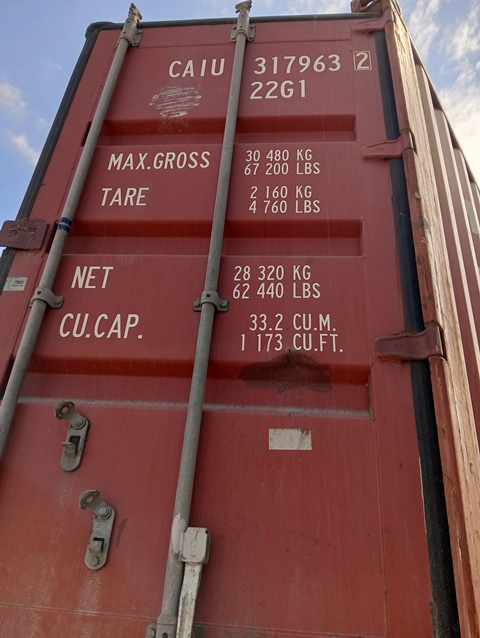 CAIU 317963 2
22G1
MAX.GROSS 30 480 KG
67 200 LBS
TARE 2 160 KG
4 760 LBS
NET 28 320 KG
62 440 LBS
CU.CAP. 33.2 CU.M.
1 173 CU.FT.